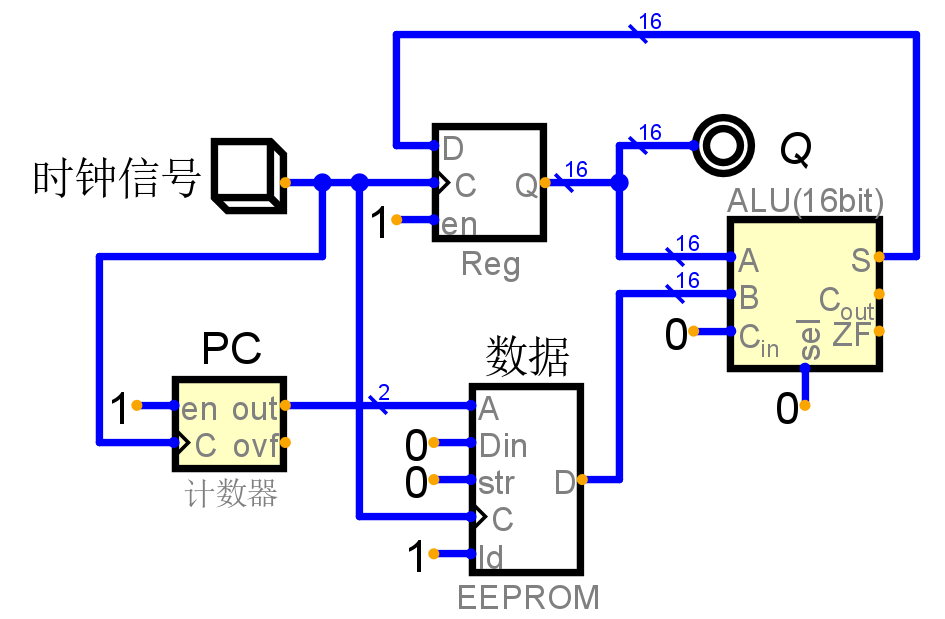 16
16
16
16
16
2
时钟信号
D
C
Q
1
en
Reg
Q
ALU(16bit)
A
S
B
Cout
0
Cin
sel
ZF
0
PC
1
en
out
C
ovf
计数器
数据
A
0
Din
0
str
D
C
1
ld
EEPROM